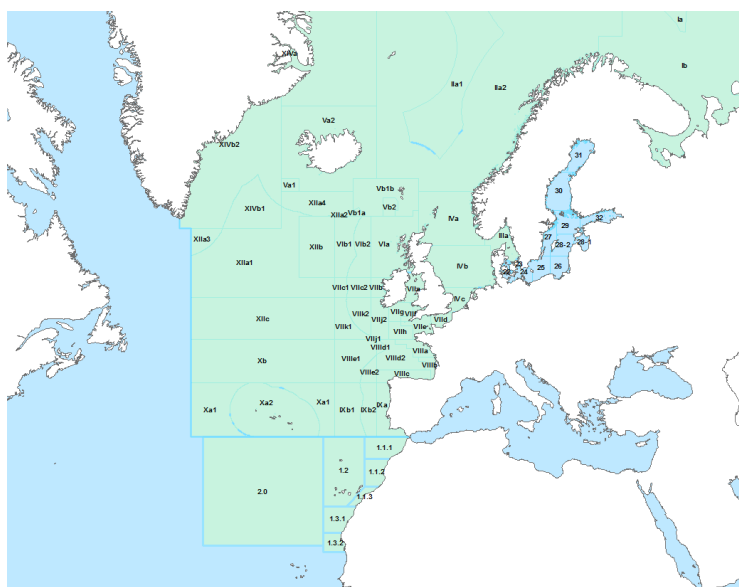 Ia
XIVa
Ib
IIa1
IIa2
Va2
XIVb2
31
Va1
Vb1b
30
XIIa4
Vb2
XIVb1
XIIa2
Vb1a
IVa
32
29
XIIa3
IIIa
27
XIIb
VIb1
VIb2
VIa
28-2
28-1
XIIa1
IVb
23
22
24
25
26
VIIc1
VIIc2
VIIb
VIIa
IVc
XIIc
VIIk2
VIIj2
VIIg
VIIf
VIId
VIIk1
VIIh
VIIe
VIIj1
VIIId1
VIIIa
Xb
VIIIe1
VIIId2
VIIIb
VIIIe2
VIIIc
Xa1
Xa2
Xa1
IXb1
IXb2
IXa
1.1.1
1.2
1.1.2
2.0
1.1.3
1.3.1
1.3.2